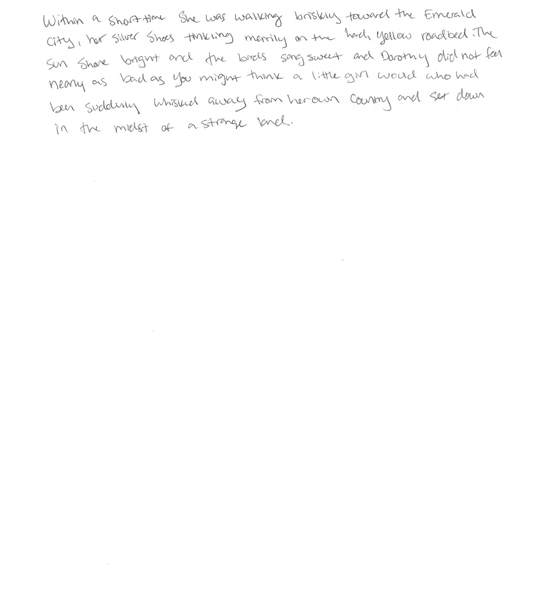 Within a short time she was walking briskly toward the Emerald
City, her Silver Shoes tinkling merrily on the hard, yellow roadbed. The
sun shone bright and the birds sang sweet and Dorothy did not feel
nearly as bad as you might think a little girl would who had
been suddenly whisked away from her own country and set down
in the midst of a strange land.